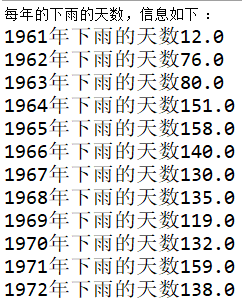 每年的下雨的天数，信息如下：
1961年下雨的天数12.0
1962年下雨的天数76.0
1963年下雨的天数80.0
1964年下雨的天数151.0
1965年下雨的天数158.0
1966年下雨的天数140.0
1967年下雨的天数130.0
1968年下雨的天数135.0
1969年下雨的天数119.0
1970年下雨的天数132.0
1971年下雨的天数159.0
1972年下雨的天数138.0